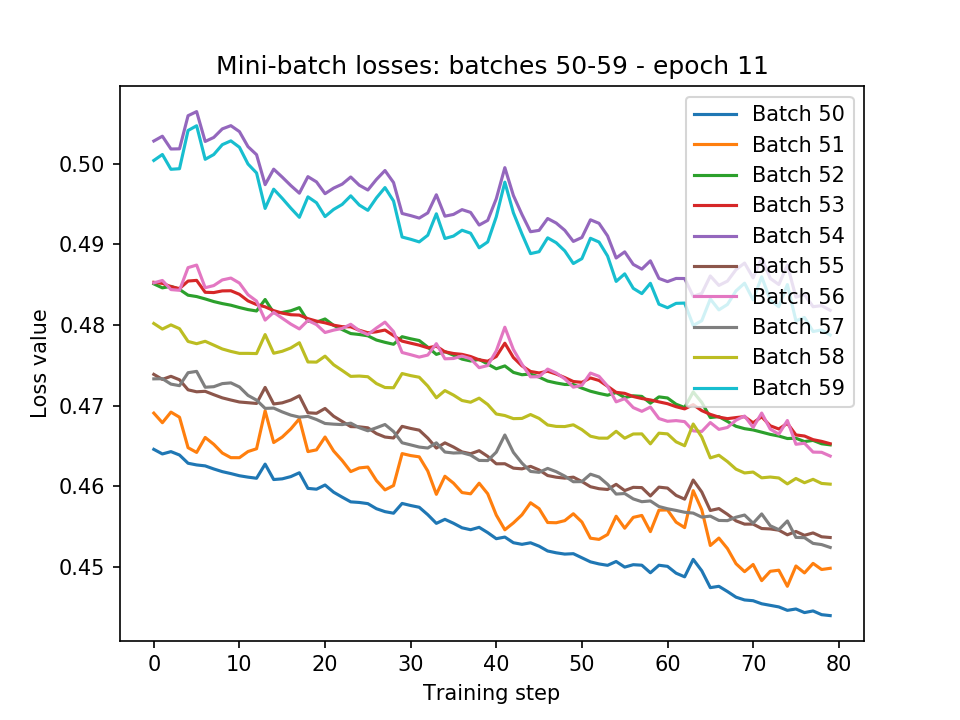 Mini-batch losses: batches 50-59 - epoch 11
Loss value
0.50
0.49
0.48
0.47
0.46
0.45
Batch 50
Batch 51
Batch 52
Batch 53
Batch 54
Batch 55
Batch 56
Batch 57
Batch 58
Batch 59
0 10 20 30 40 50 60 70 80
Training step